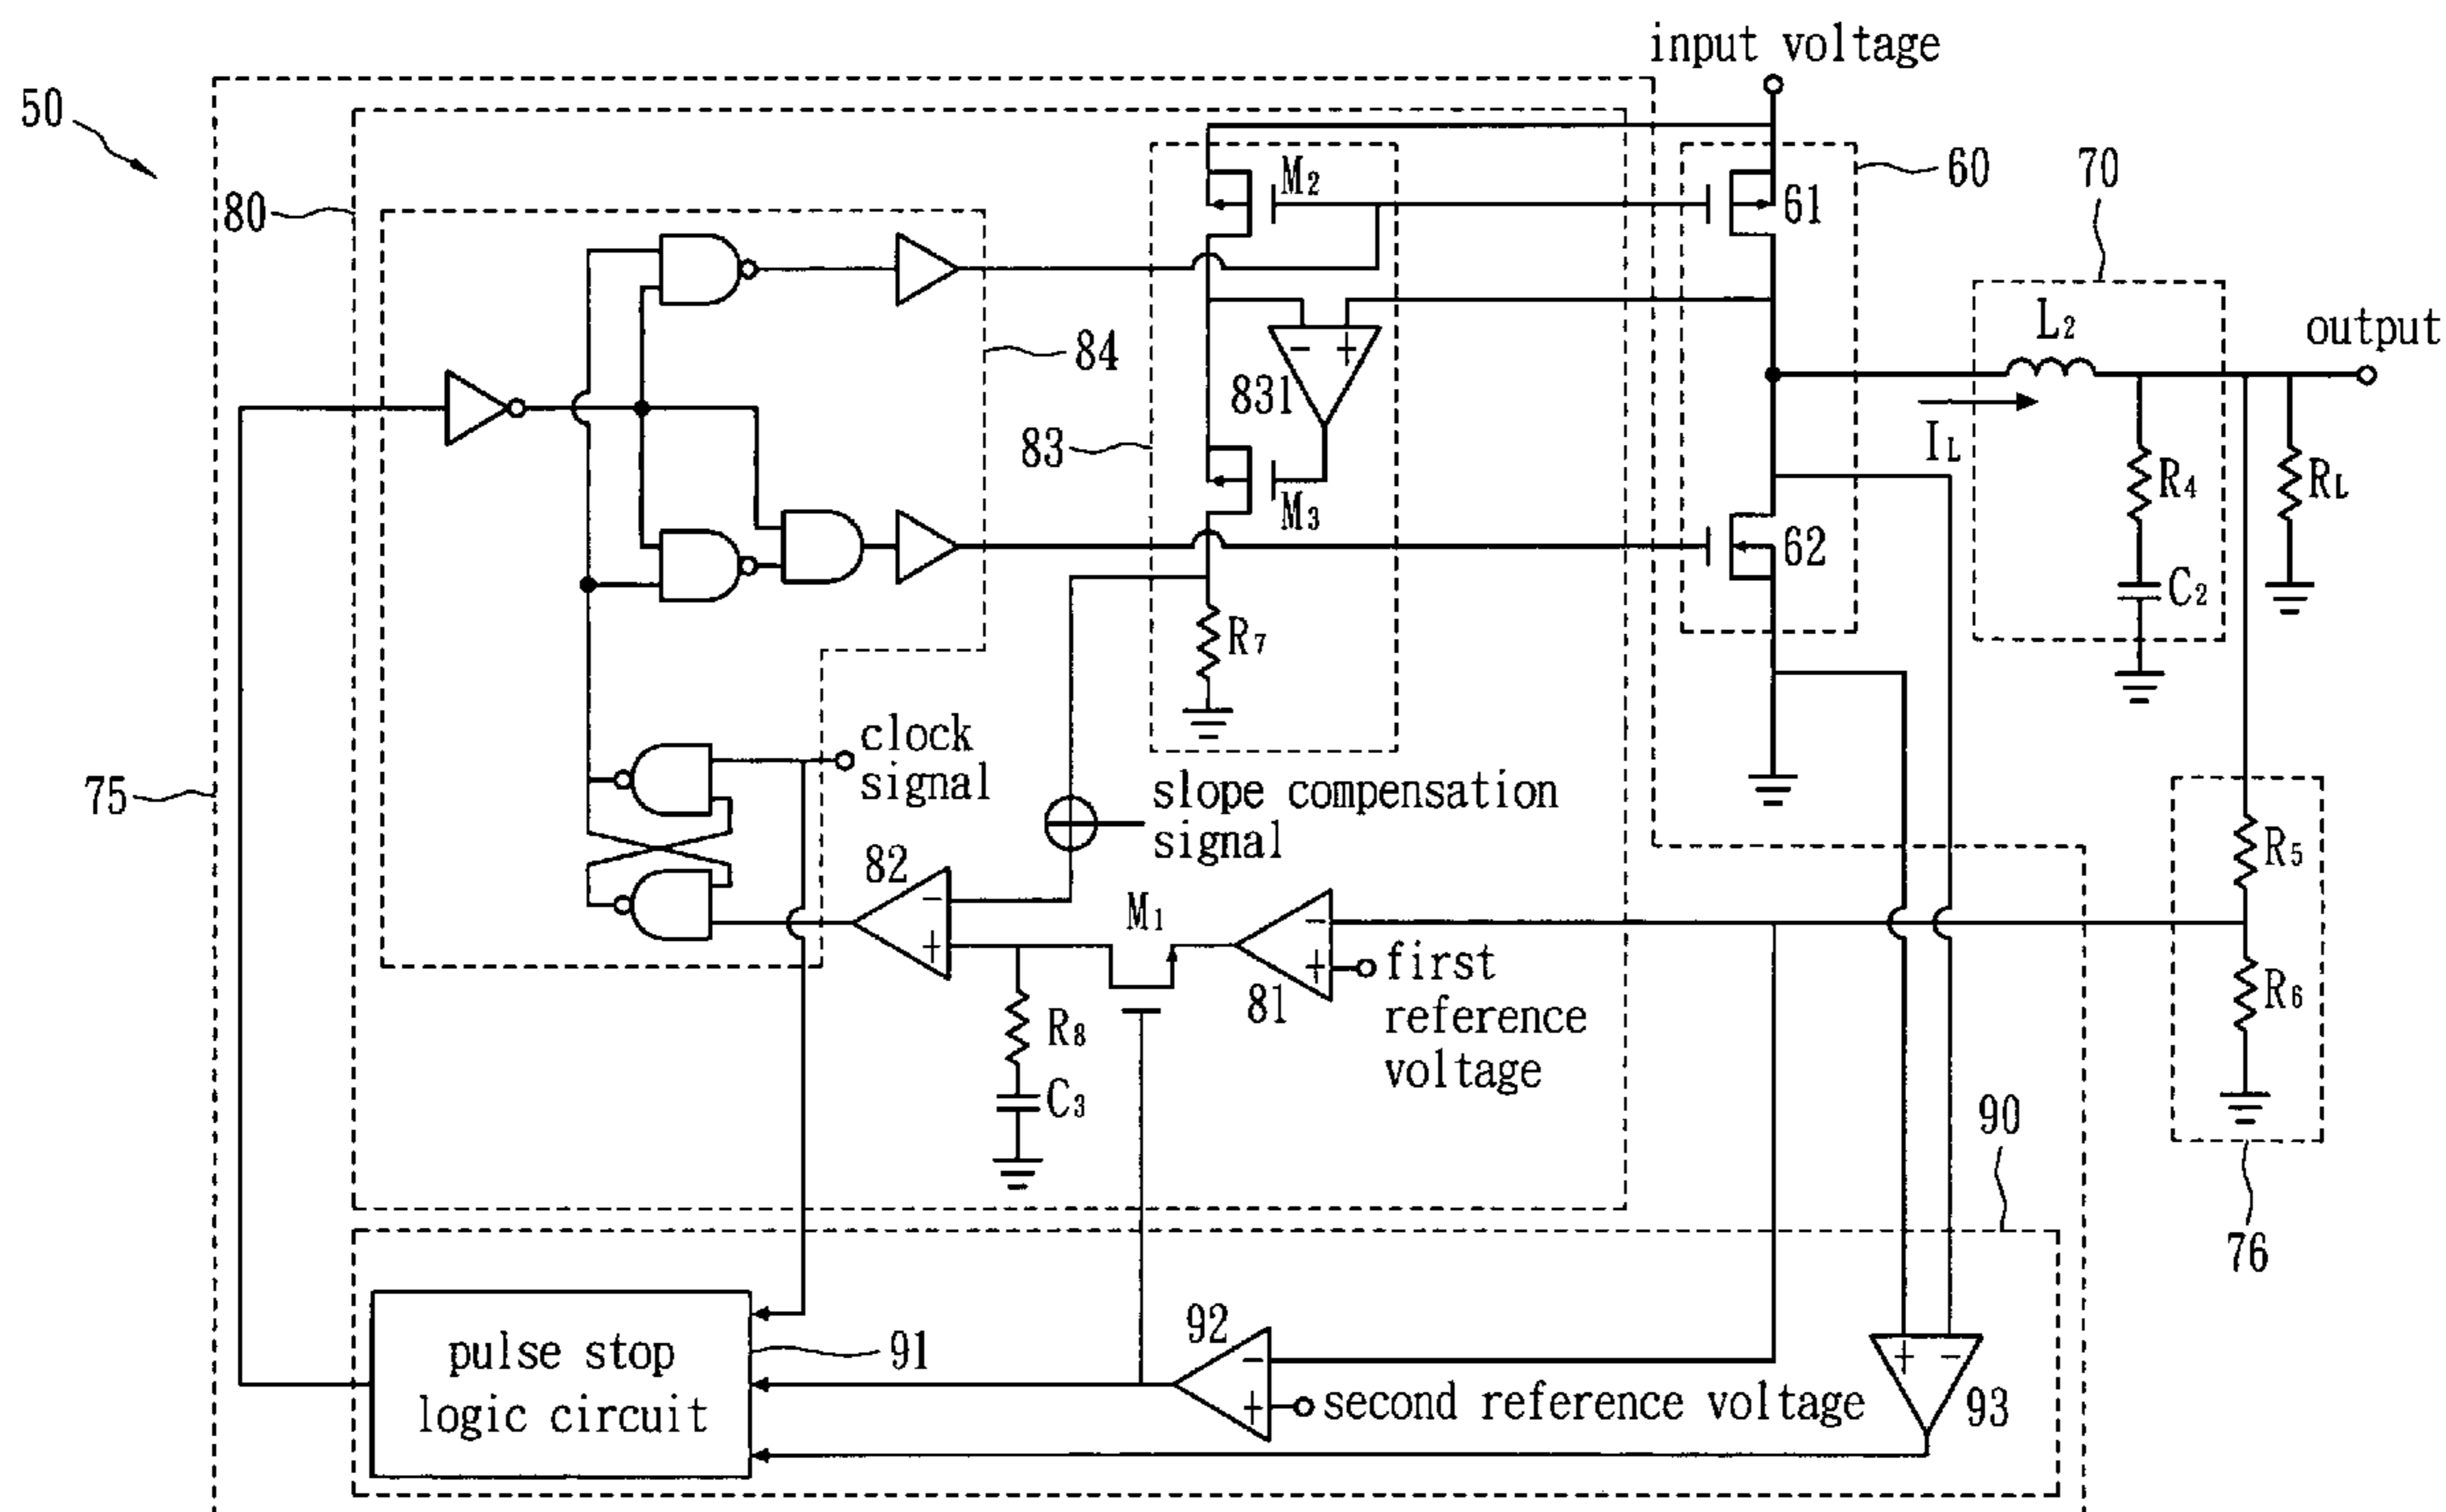 input voltage
50
80
M2
61
60
70
L2
output
84
831
83
IL
M3
R4
RL
62
C2
R7
75
clock
signal
slope compensation
signal
82
M1
R5
81
first
reference
voltage
R8
C3
R6
90
76
pulse stop
logic circuit
91
92
second reference voltage
93